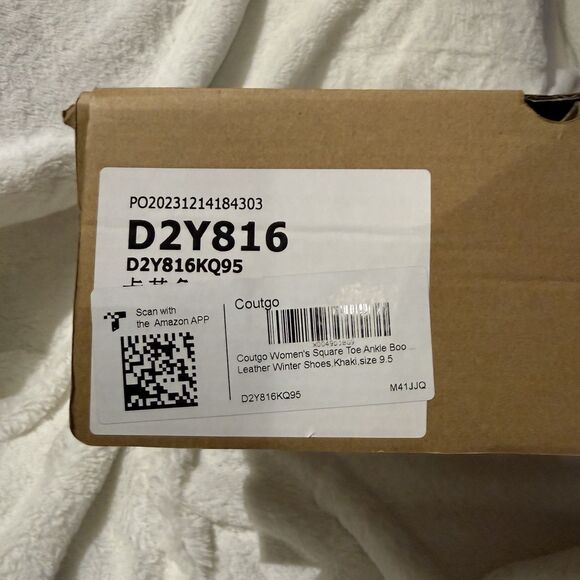 PO20231214184303
D2Y816
D2Y816KQ95
Scan with
the Amazon APP
Coutgo
Coutgo Women's Square Toe Ankle Boo ...
Leather Winter Shoes,Khaki,size 9.5
D2Y816KQ95
M41JJQ